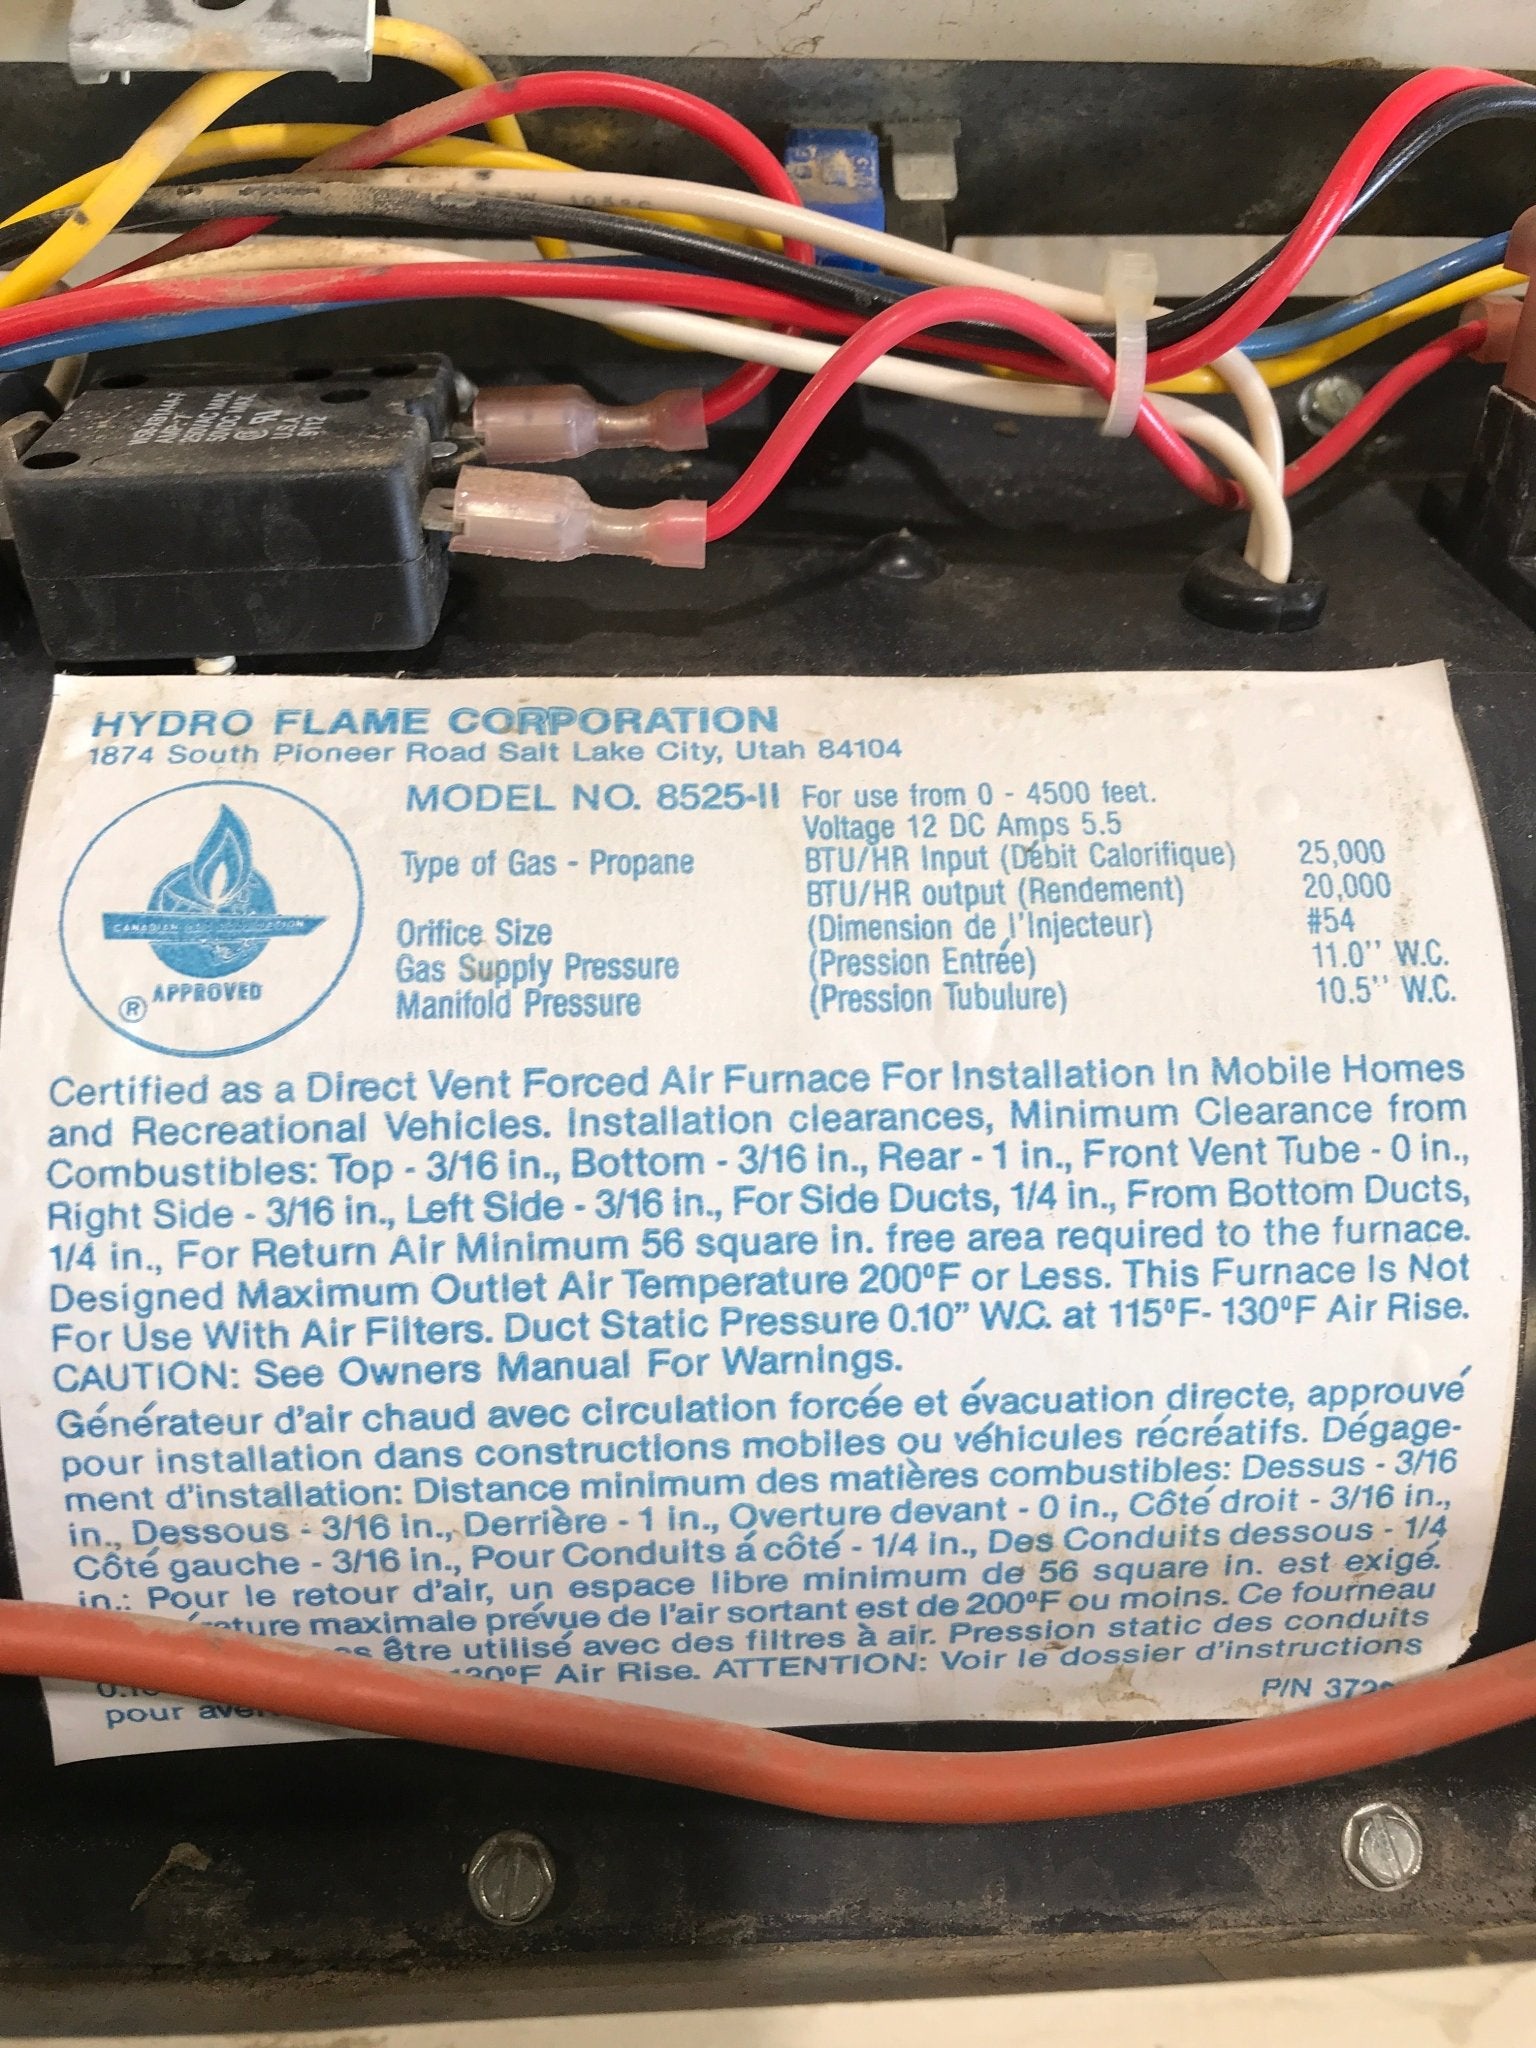 105°C
AMP-7
250VAC MAX.
50VDC MAX.
U.S.A.
9112
HYDRO FLAME CORPORATION
1874 South Pioneer Road Salt Lake City, Utah 84104
MODEL NO. 8525-II For use from 0 - 4500 feet.
Voltage 12 DC Amps 5.5
Type of Gas - Propane BTU/HR Input (Débit Calorifique) 25,000
BTU/HR output (Rendement) 20,000
Orifice Size (Dimension de l'Injecteur) #54
Gas Supply Pressure (Pression Entrée) 11.0'' W.C.
Manifold Pressure (Pression Tubulure) 10.5'' W.C.
CANADIAN GAS ASSOCIATION
® APPROVED
Certified as a Direct Vent Forced Air Furnace For Installation In Mobile Homes
and Recreational Vehicles. Installation clearances, Minimum Clearance from
Combustibles: Top - 3/16 in., Bottom - 3/16 in., Rear - 1 in., Front Vent Tube - 0 in.,
Right Side - 3/16 in., Left Side - 3/16 in., For Side Ducts, 1/4 in., From Bottom Ducts,
1/4 in., For Return Air Minimum 56 square in. free area required to the furnace.
Designed Maximum Outlet Air Temperature 200°F or Less. This Furnace Is Not
For Use With Air Filters. Duct Static Pressure 0.10” W.C. at 115°F- 130°F Air Rise.
CAUTION: See Owners Manual For Warnings.
Générateur d'air chaud avec circulation forcée et évacuation directe, approuvé
pour installation dans constructions mobiles ou véhicules récréatifs. Dégage-
ment d'installation: Distance minimum des matières combustibles: Dessus - 3/16
in., Dessous - 3/16 in., Derrière - 1 in., Overture devant - 0 in., Côté droit - 3/16 in.,
Côté gauche - 3/16 in., Pour Conduits á côté - 1/4 in., Des Conduits dessous - 1/4
in.: Pour le retour d'air, un espace libre minimum de 56 square in. est exigé.
maximale prévue de l'air sortant est de 200°F ou moins. Ce fourneau
être utilisé avec des filtres à air. Pression static des conduits
Air Rise. ATTENTION: Voir le dossier d'instructions
pour P/N